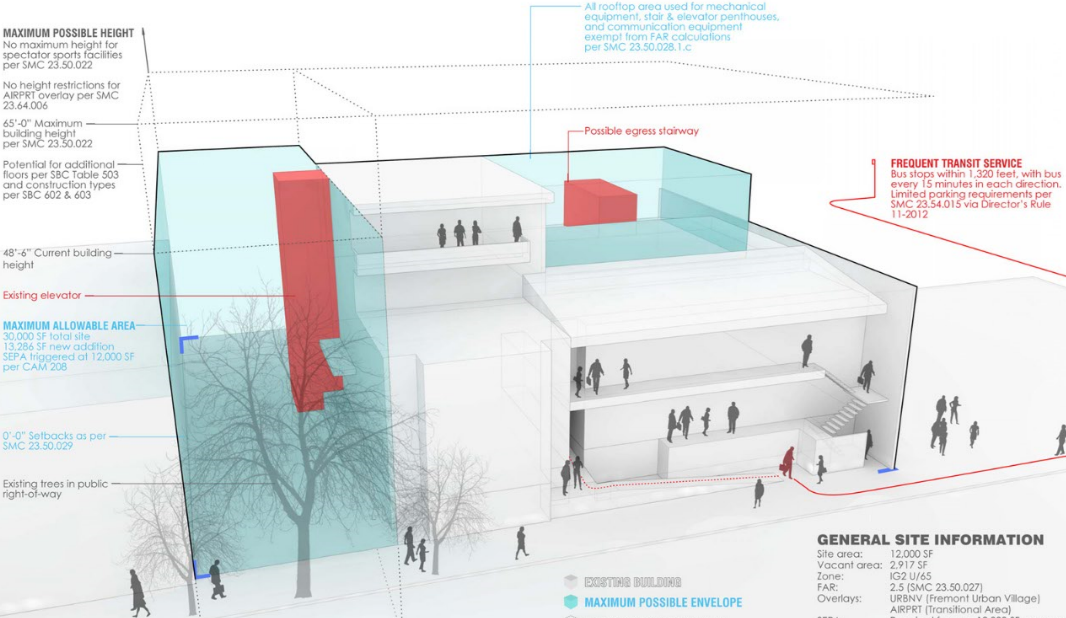 MAXIMUM POSSIBLE HEIGHT
No maximum height for
spectator sports facilities
per SMC 23.50.022
No height restrictions for
AIRPRT overlay per SMC
23.64.006
65'-0" Maximum
building height
per SMC 23.50.022
Potential for additional
floors per SBC Table 503
and construction types
per SBC 602 & 603
48'-6" Current building
height
Existing elevator
MAXIMUM ALLOWABLE AREA
30,000 SF total site
13,286 SF new addition
SEPA triggered at 12,000 SF
per CAM 208
0'-0" Setbacks as per
SMC 23.50.029
Existing trees in public
right-of-way
All rooftop area used for mechanical
equipment, stair & elevator penthouses,
and communication equipment
exempt from FAR calculations
per SMC 23.50.028.1.c
Possible egress stairway
FREQUENT TRANSIT SERVICE
Bus stops within 1,320 feet, with bus
every 15 minutes in each direction.
Limited parking requirements per
SMC 23.54.015 via Director's Rule
11-2012
EXISTING BUILDING
MAXIMUM POSSIBLE ENVELOPE
GENERAL SITE INFORMATION
Site area: 12,000 SF
Vacant area: 2,917 SF
Zone: IG2 U/65
FAR: 2.5 (SMC 23.50.027)
Overlays: URBNV (Fremont Urban Village)
AIRPRT (Transitional Area)